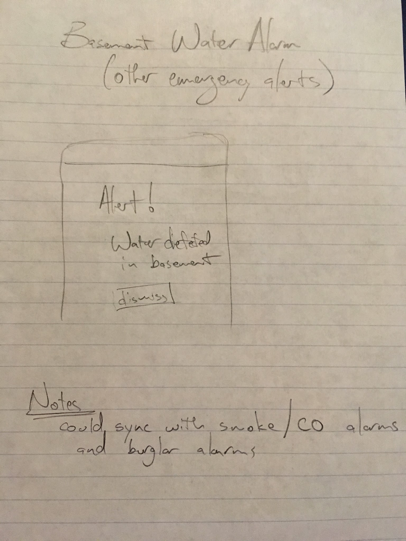 Basement Water Alarm
(other emergency alerts)
Alert!
Water detected
in basement
dismiss
Notes
could sync with smoke/CO alarms
and burglar alarms